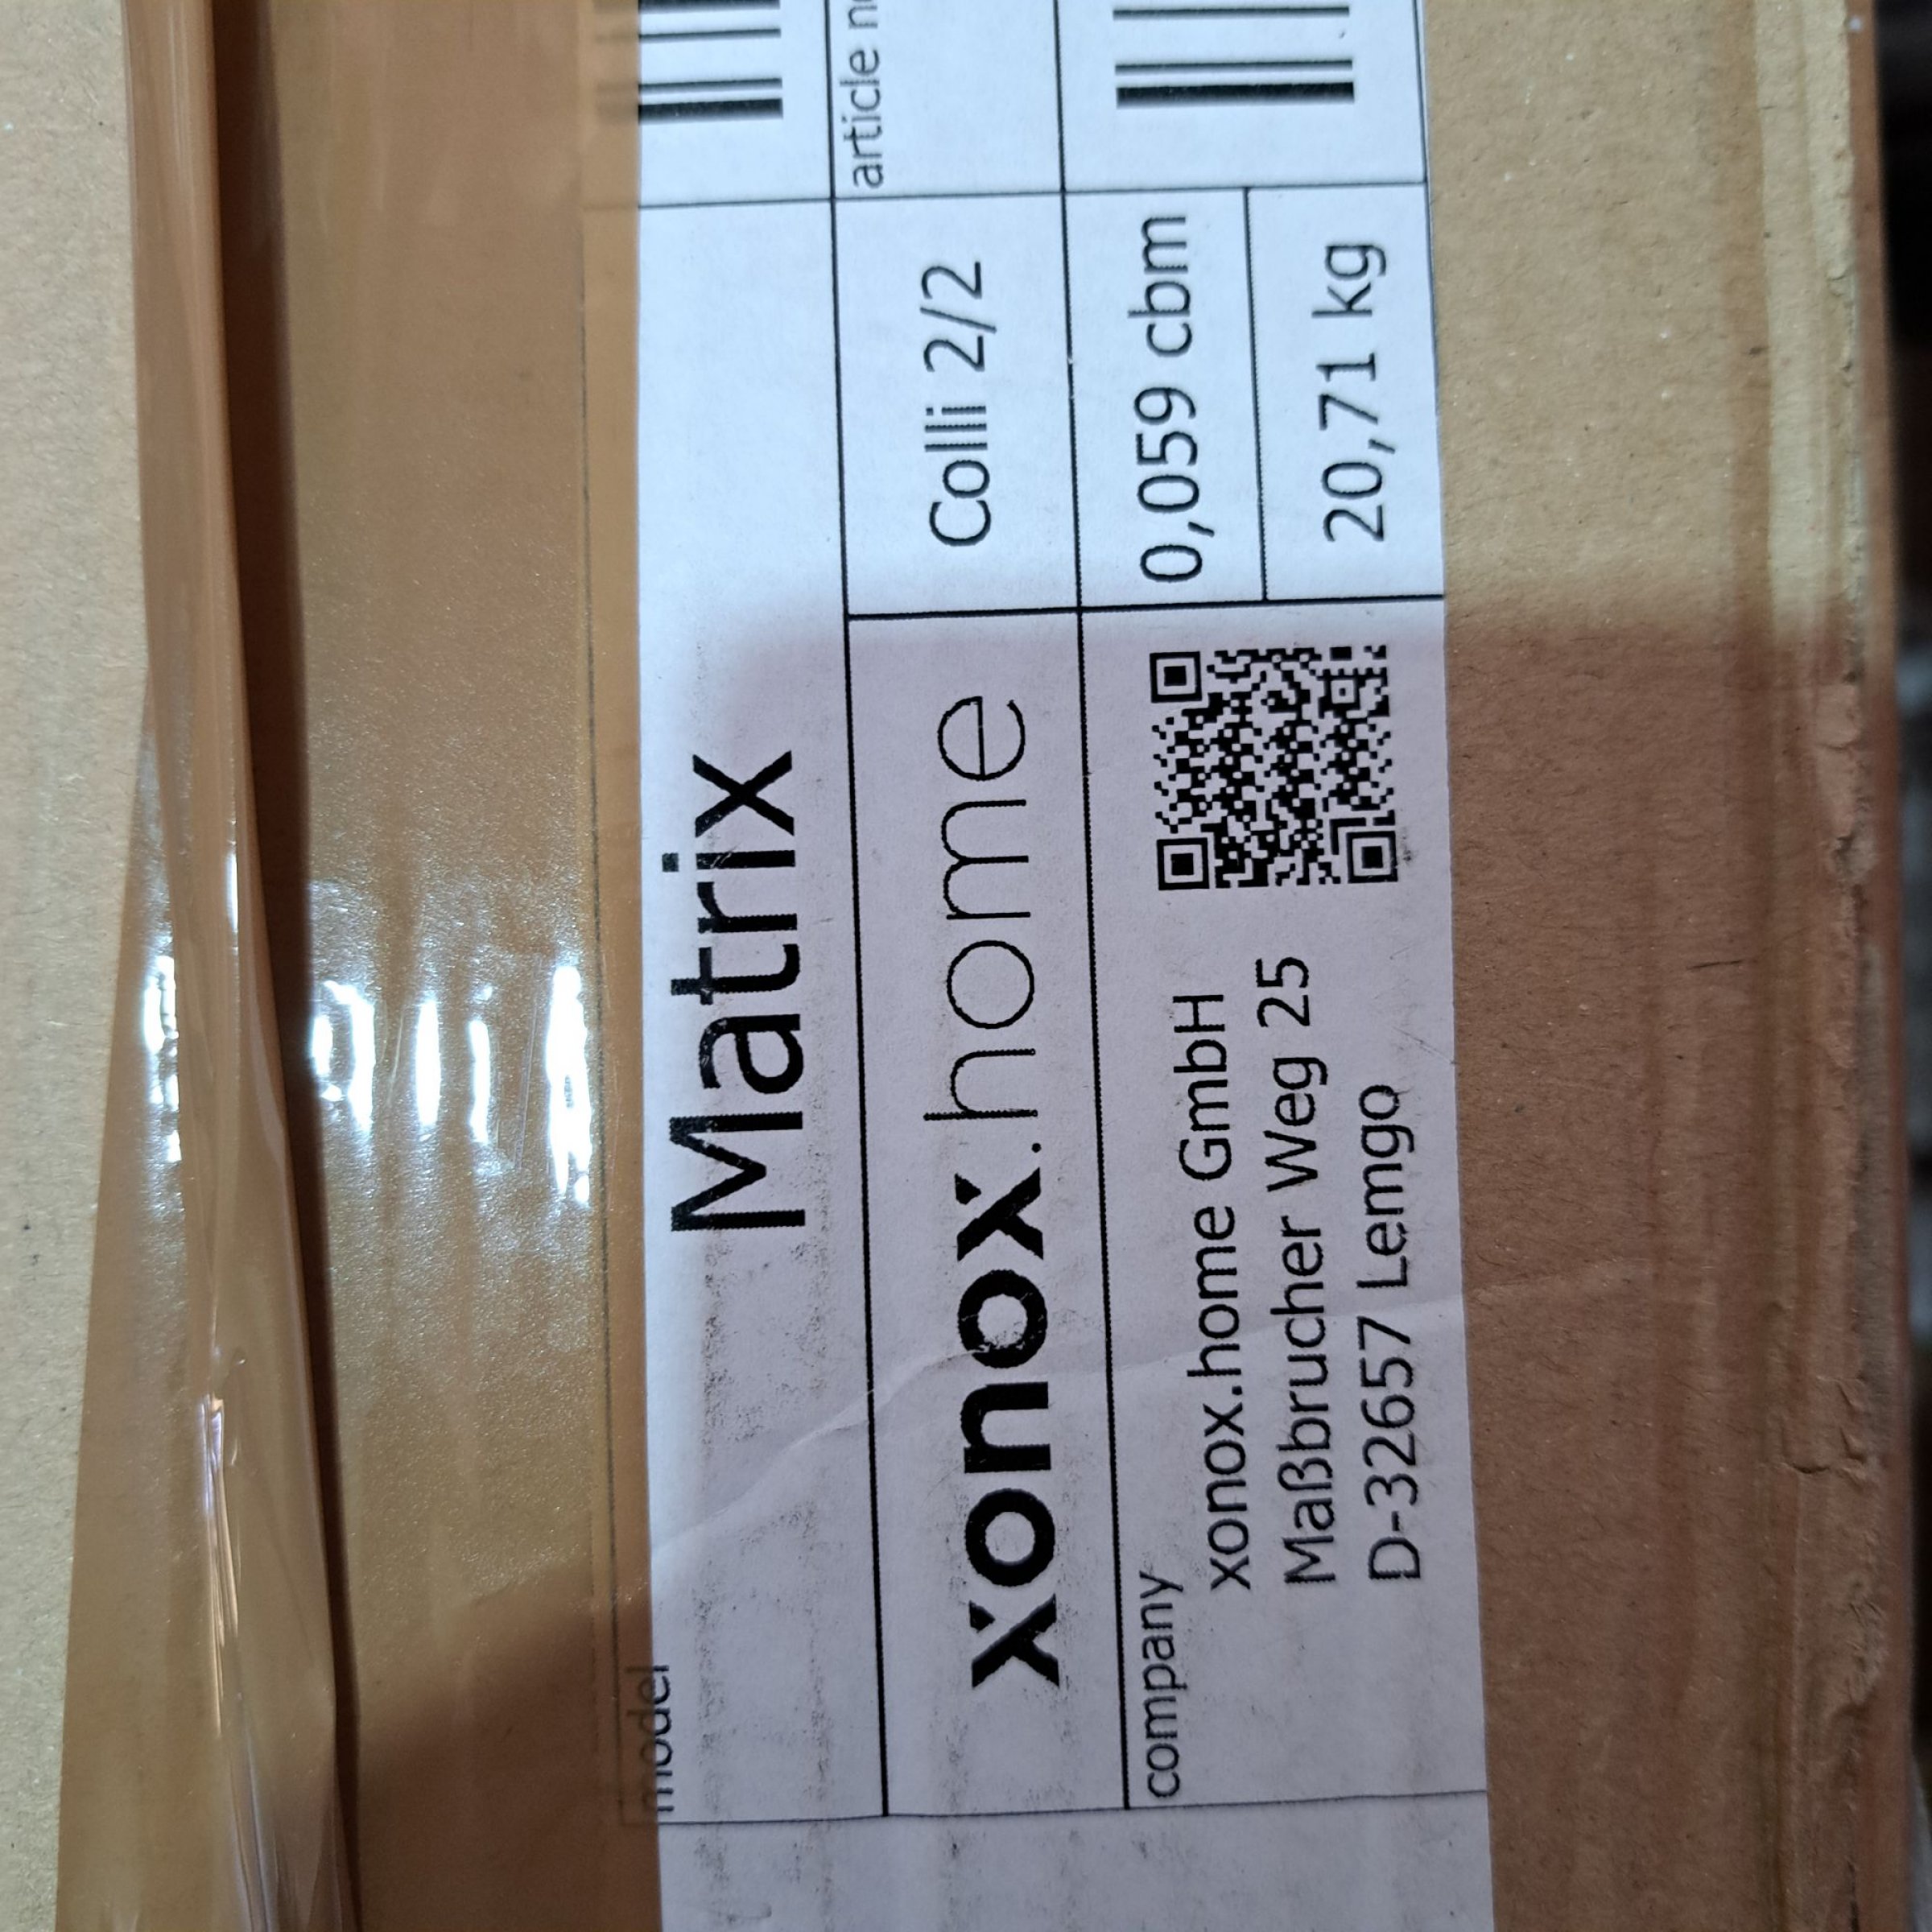 model
Matrix
xonox.home
Colli 2/2
article
company
xonox.home GmbH
Maßbrucher Weg 25
D-32657 Lemgo
0,059 cbm
20,71 kg